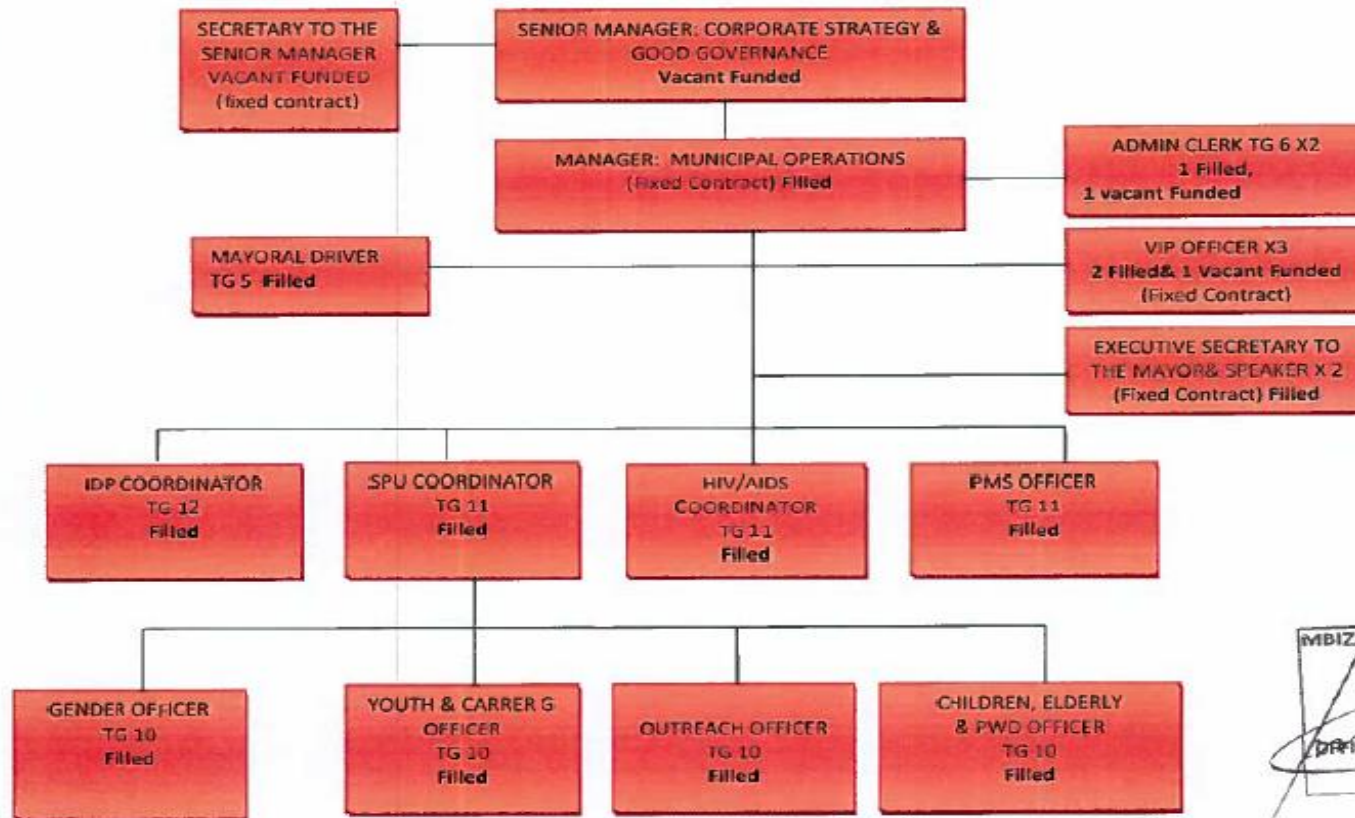 SECRETARY TO THE
SENIOR MANAGER
VACANT FUNDED
(fixed contract)
SENIOR MANAGER: CORPORATE STRATEGY &
GOOD GOVERNANCE
Vacant Funded
MANAGER: MUNICIPAL OPERATIONS
(Fixed Contract) Filled
ADMIN CLERK TG 6 X2
1 Filled,
1 vacant Funded
MAYORAL DRIVER
TG 5 Filled
VIP OFFICER X3
2 Filled& 1 Vacant Funded
(Fixed Contract)
EXECUTIVE SECRETARY TO
THE MAYOR& SPEAKER X 2
(Fixed Contract) Filled
IDP COORDINATOR
TG 12
Filled
SPU COORDINATOR
TG 11
Filled
HIV/AIDS
COORDINATOR
TG 11
Filled
PMS OFFICER
TG 11
Filled
GENDER OFFICER
TG 10
Filled
YOUTH & CARRER G
OFFICER
TG 10
Filled
OUTREACH OFFICER
TG 10
Filled
CHILDREN, ELDERLY
& PWD OFFICER
TG 10
Filled
MBIZ